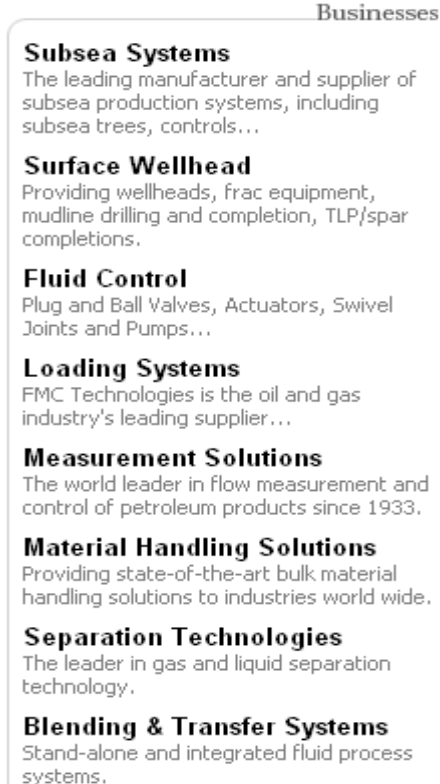 Businesses
Subsea Systems
The leading manufacturer and supplier of
subsea production systems, including
subsea trees, controls...
Surface Wellhead
Providing wellheads, frac equipment,
mudline drilling and completion, TLP/spar
completions.
Fluid Control
Plug and Ball Valves, Actuators, Swivel
Joints and Pumps...
Loading Systems
FMC Technologies is the oil and gas
industry's leading supplier...
Measurement Solutions
The world leader in flow measurement and
control of petroleum products since 1933.
Material Handling Solutions
Providing state-of-the-art bulk material
handling solutions to industries world wide.
Separation Technologies
The leader in gas and liquid separation
technology.
Blending & Transfer Systems
Stand-alone and integrated fluid process
systems.